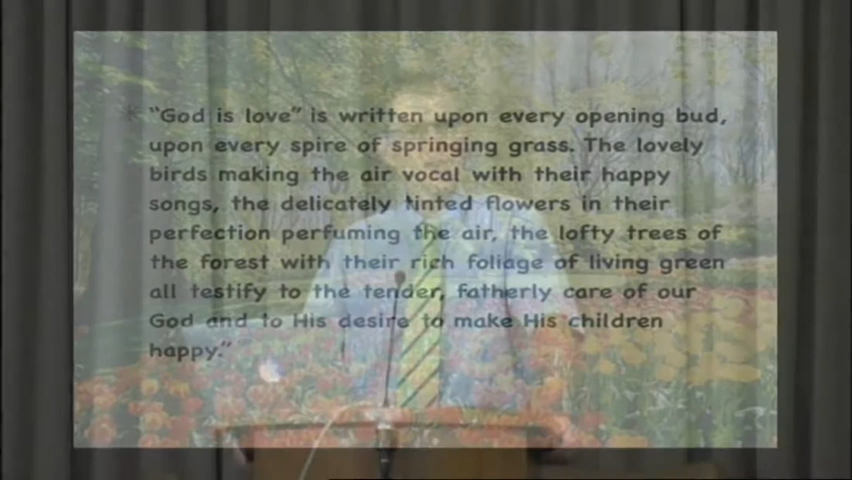 * "God is love" is written upon every opening bud,
upon every spire of springing grass. The lovely
birds making the air vocal with their happy
songs, the delicately tinted flowers in their
perfection perfuming the air, the lofty trees of
the forest with their rich foliage of living green
all testify to the tender, fatherly care of our
God and to His desire to make His children
happy."